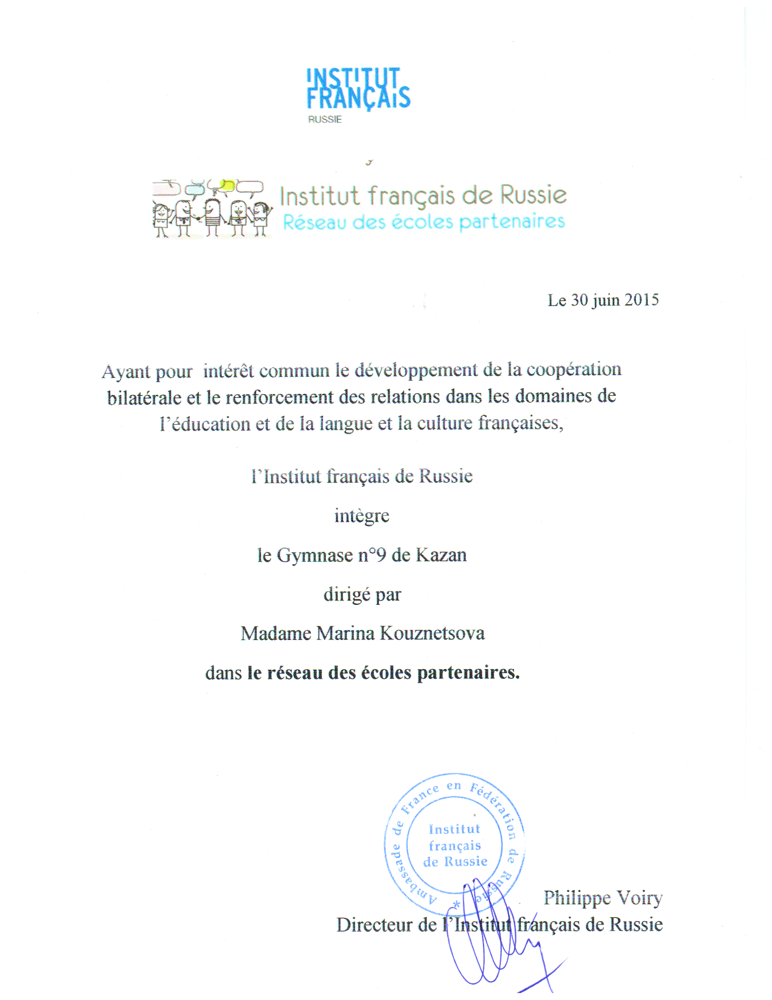 INSTITUT
FRANÇAIS
RUSSIE
Institut français de Russie
Réseau des écoles partenaires
Le 30 juin 2015
Ayant pour  intérêt commun le développement de la coopération
bilatérale et le renforcement des relations dans les domaines de
l’éducation et de la langue et la culture françaises,
l’Institut français de Russie
intègre
le Gymnase n°9 de Kazan
dirigé par
Madame Marina Kouznetsova
dans le réseau des écoles partenaires.
Ambassade de France en Fédération de Russie *
Institut
français
de Russie
Philippe Voiry
Directeur de l’Institut français de Russie